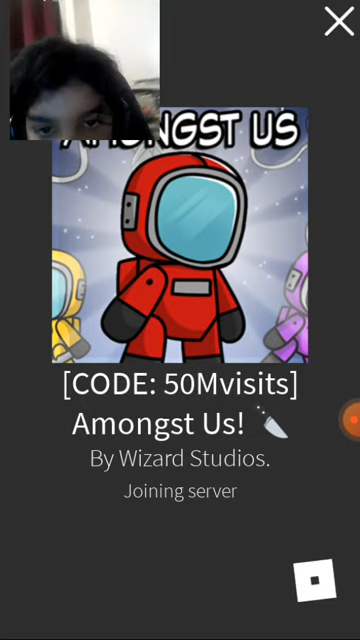 AMONGST US
[CODE: 50Mvisits]
Amongst Us! 🔪
By Wizard Studios.
Joining server